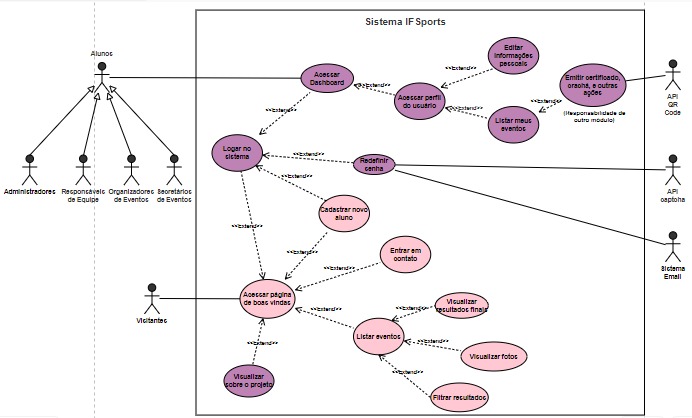 Sistema IF Sports
Alunos
Administradores
Responsáveis
de Equipe
Organizadores
de Eventos
Secretários
de Eventos
Visitantes
Acessar
Dashboard
<<Extend>>
Acessar perfil
do usuário
<<Extend>>
Editar
informações
pessoais
<<Extend>>
Listar meus
eventos
<<Extend>>
Emitir certificado,
crachá, e outras
ações
(Responsabilidade de
outro módulo)
API
QR
Code
<<Extend>>
Logar no
sistema
<<Extend>>
Redefinir
senha
API
captcha
Sistema
Email
<<Extend>>
Cadastrar novo
aluno
<<Extend>>
<<Extend>>
<<Extend>>
Entrar em
contato
<<Extend>>
Acessar página
de boas vindas
<<Extend>>
Listar eventos
<<Extend>>
Visualizar
resultados finais
<<Extend>>
Visualizar fotos
<<Extend>>
Filtrar resultados
<<Extend>>
Visualizar
sobre o projeto